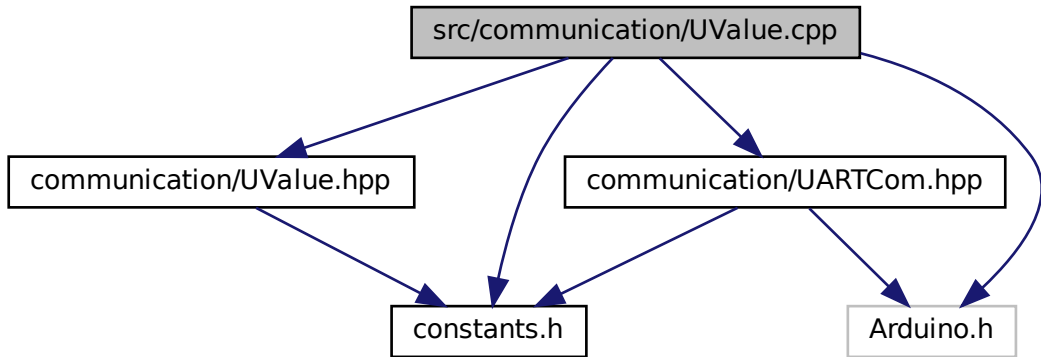 src/communication/UValue.cpp
communication/UValue.hpp
communication/UARTCom.hpp
constants.h
Arduino.h